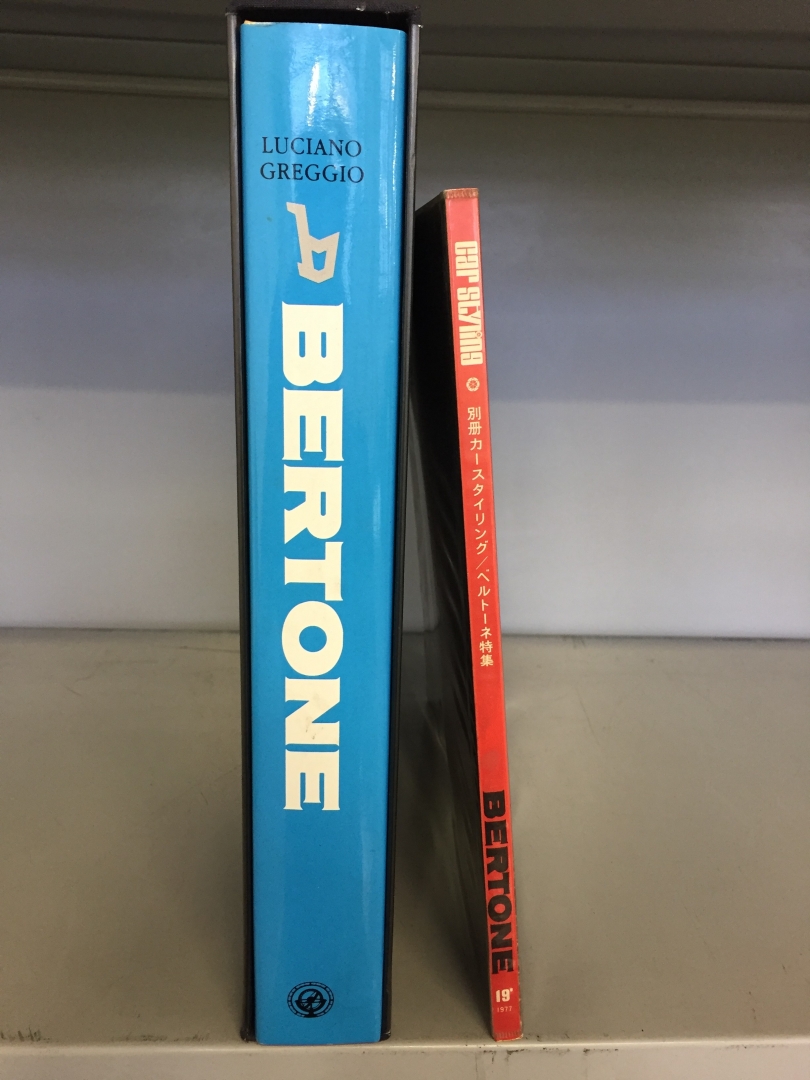 LUCIANO
GREGGIO
BERTONE
car styling
別冊カースタイリング/ベルトーネ特集
BERTONE
19'
1977